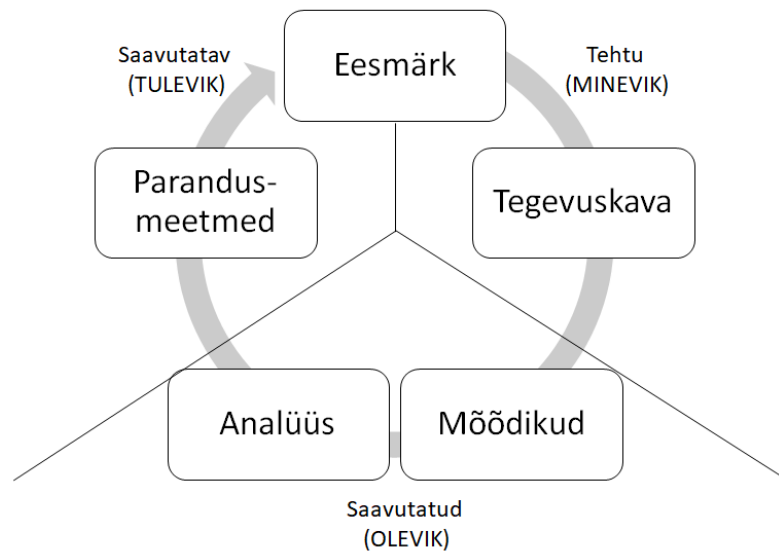 Saavutatav
(TULEVIK)
Eesmärk
Tehtu
(MINEVIK)
Parandus-
meetmed
Tegevuskava
Analüüs
Mõõdikud
Saavutatud
(OLEVIK)